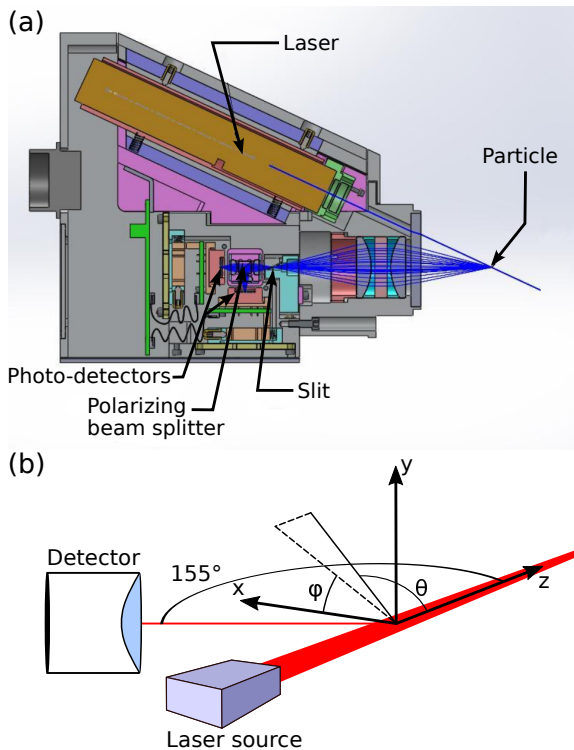 (a)
Laser
Particle
Photo-detectors
Slit
Polarizing
beam splitter
(b)
y
Detector
155°
x
φ
θ
z
Laser source